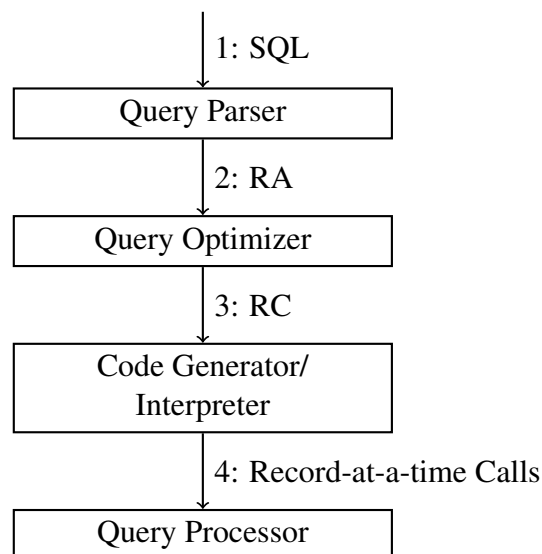 1: SQL
Query Parser
2: RA
Query Optimizer
3: RC
Code Generator/
Interpreter
4: Record-at-a-time Calls
Query Processor